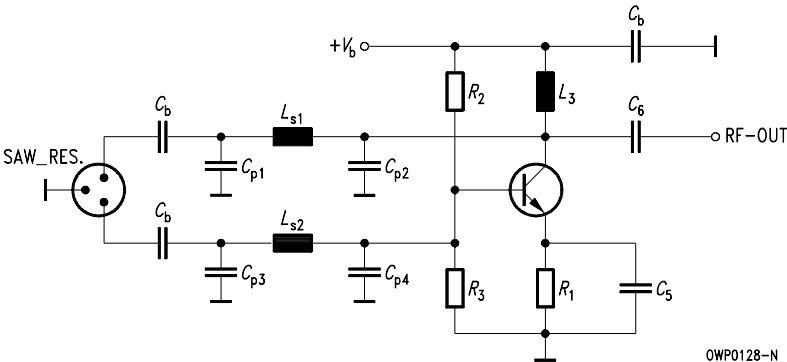 +Vb
Cb
R2
L3
Cb
Ls1
C6
RF-OUT
SAW_RES.
Cp1
Cp2
Cb
Ls2
Cp3
Cp4
R3
R1
C5
OWP0128-N